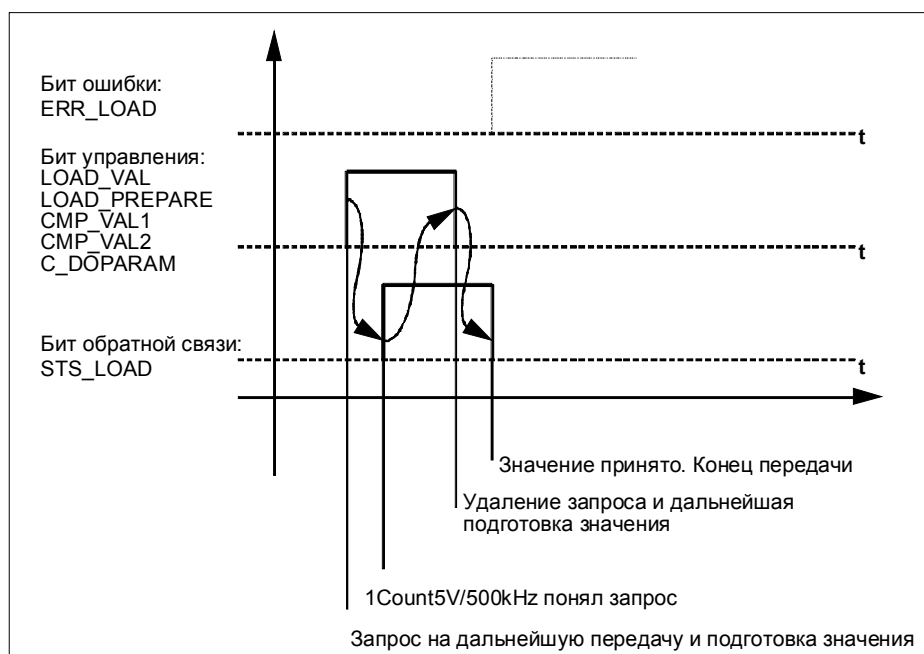 Бит ошибки:
ERR_LOAD
t
Бит управления:
LOAD_VAL
LOAD_PREPARE
CMP_VAL1
CMP_VAL2
t
C_DOPARAM
Бит обратной связи:
STS_LOAD
t
Значение принято. Конец передачи
Удаление запроса и дальнейшая
подготовка значения
1Count5V/500kHz понял запрос
Запрос на дальнейшую передачу и подготовка значения